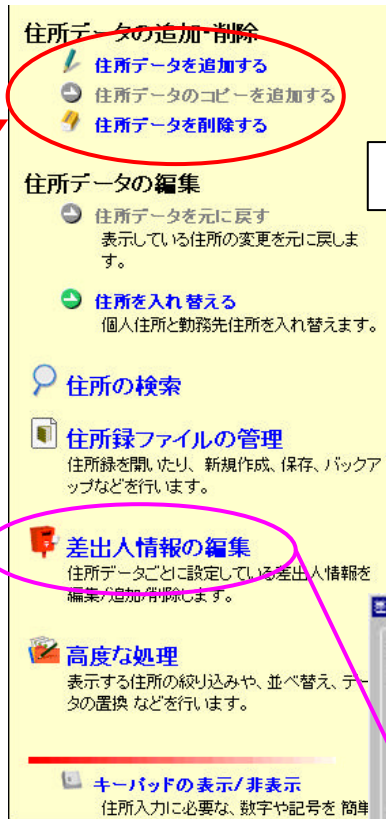 住所データの追加・削除
住所データを追加する
住所データのコピーを追加する
住所データを削除する
住所データの編集
住所データを元に戻す
表示している住所の変更を元に戻しま
す。
住所を入れ替える
個人住所と勤務先住所を入れ替えます。
住所の検索
住所録ファイルの管理
住所録を開いたり、新規作成、保存、バックア
ップなどを行います。
差出人情報の編集
住所データごとに設定している差出人情報を
編集/追加/削除します。
高度な処理
表示する住所の絞り込みや、並べ替え、デー
タの置換 などを行います。
キーパッドの表示/非表示
住所入力に必要な、数字や記号を 簡単